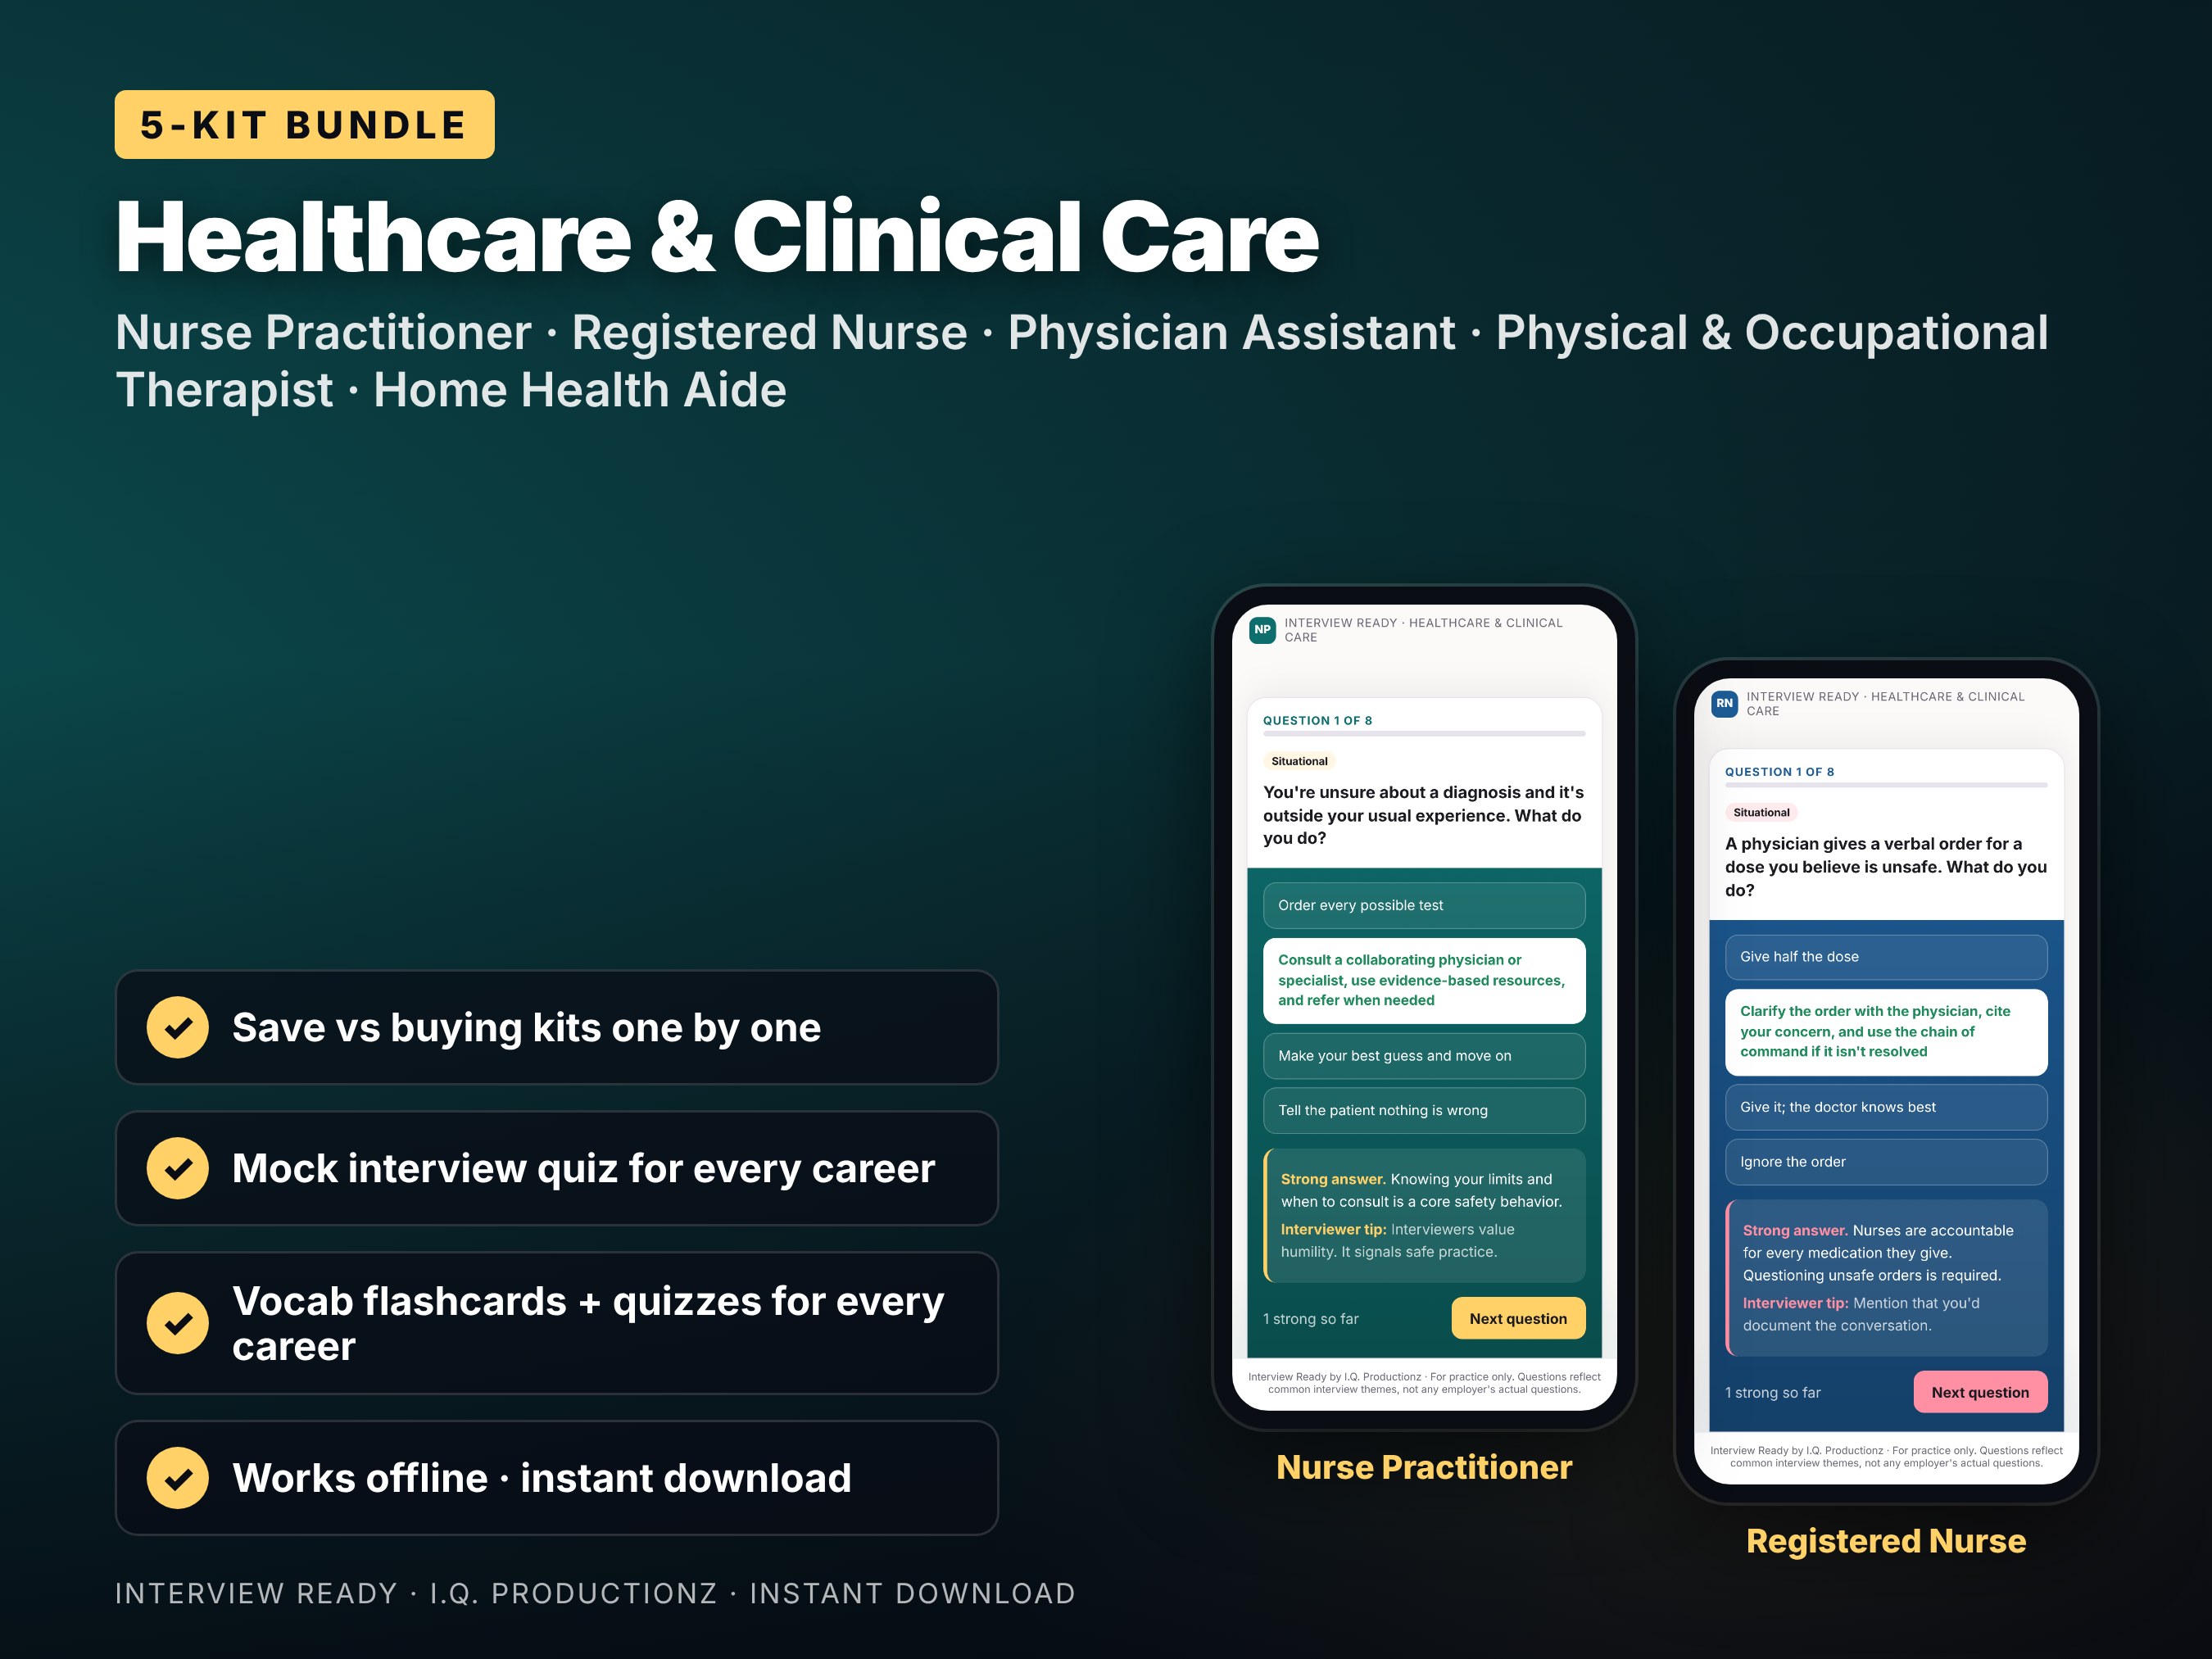 5-KIT BUNDLE
Healthcare & Clinical Care
Nurse Practitioner · Registered Nurse · Physician Assistant · Physical & Occupational
Therapist · Home Health Aide
Save vs buying kits one by one
Mock interview quiz for every career
Vocab flashcards + quizzes for every
career
Works offline · instant download
INTERVIEW READY · I.Q. PRODUCTIONZ · INSTANT DOWNLOAD
NP
INTERVIEW READY · HEALTHCARE & CLINICAL
CARE
QUESTION 1 OF 8
Situational
You're unsure about a diagnosis and it's
outside your usual experience. What do
you do?
Order every possible test
Consult a collaborating physician or
specialist, use evidence-based resources,
and refer when needed
Make your best guess and move on
Tell the patient nothing is wrong
Strong answer. Knowing your limits and
when to consult is a core safety behavior.
Interviewer tip: Interviewers value
humility. It signals safe practice.
1 strong so far
Next question
Interview Ready by I.Q. Productionz · For practice only. Questions reflect
common interview themes, not any employer's actual questions.
Nurse Practitioner
RN
INTERVIEW READY · HEALTHCARE & CLINICAL
CARE
QUESTION 1 OF 8
Situational
A physician gives a verbal order for a
dose you believe is unsafe. What do you
do?
Give half the dose
Clarify the order with the physician, cite
your concern, and use the chain of
command if it isn't resolved
Give it; the doctor knows best
Ignore the order
Strong answer. Nurses are accountable
for every medication they give.
Questioning unsafe orders is required.
Interviewer tip: Mention that you'd
document the conversation.
1 strong so far
Next question
Interview Ready by I.Q. Productionz · For practice only. Questions reflect
common interview themes, not any employer's actual questions.
Registered Nurse